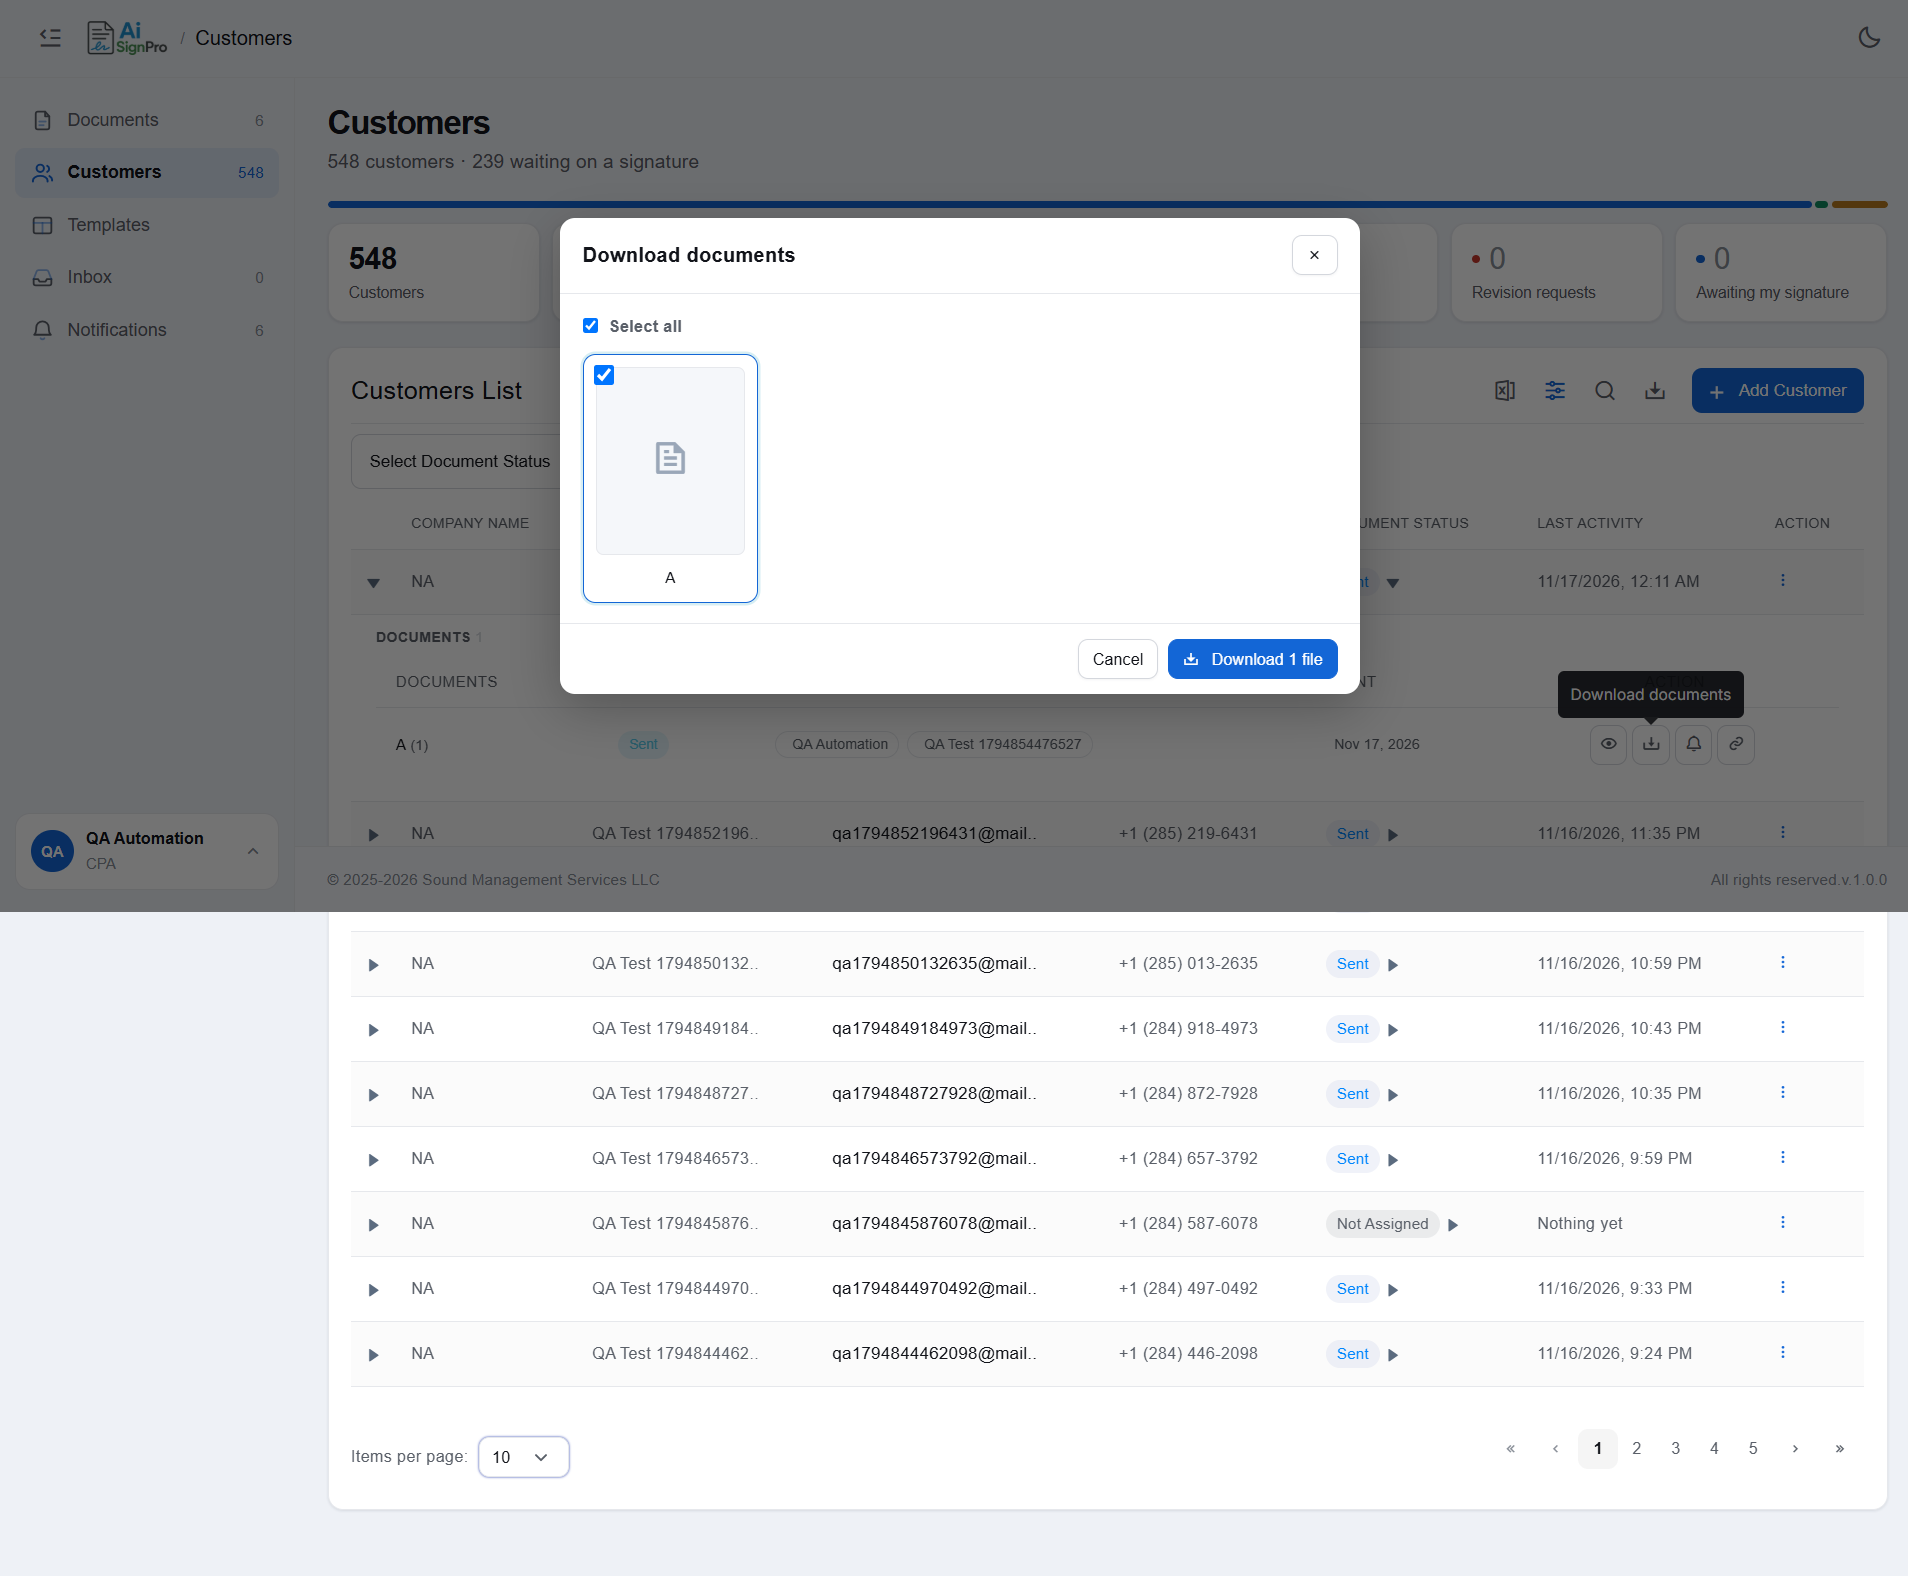 Ai SignPro / Customers
Documents 6
Customers 548
Templates
Inbox 0
Notifications 6
QA
QA Automation
CPA
Customers
548 customers · 239 waiting on a signature
548
Customers
0
Revision requests
0
Awaiting my signature
Customers List
Add Customer
Select Document Status
COMPANY NAME UMENT STATUS LAST ACTIVITY ACTION
NA nt 11/17/2026, 12:11 AM
DOCUMENTS 1
DOCUMENTS NT ACTION
A (1) Sent QA Automation QA Test 1794854476527 Nov 17, 2026
Download documents
NA QA Test 1794852196.. qa1794852196431@mail.. +1 (285) 219-6431 Sent 11/16/2026, 11:35 PM
© 2025-2026 Sound Management Services LLC All rights reserved.v.1.0.0
Download documents ×
Select all
A
Cancel Download 1 file
NA QA Test 1794850132.. qa1794850132635@mail.. +1 (285) 013-2635 Sent 11/16/2026, 10:59 PM
NA QA Test 1794849184.. qa1794849184973@mail.. +1 (284) 918-4973 Sent 11/16/2026, 10:43 PM
NA QA Test 1794848727.. qa1794848727928@mail.. +1 (284) 872-7928 Sent 11/16/2026, 10:35 PM
NA QA Test 1794846573.. qa1794846573792@mail.. +1 (284) 657-3792 Sent 11/16/2026, 9:59 PM
NA QA Test 1794845876.. qa1794845876078@mail.. +1 (284) 587-6078 Not Assigned Nothing yet
NA QA Test 1794844970.. qa1794844970492@mail.. +1 (284) 497-0492 Sent 11/16/2026, 9:33 PM
NA QA Test 1794844462.. qa1794844462098@mail.. +1 (284) 446-2098 Sent 11/16/2026, 9:24 PM
Items per page: 10 « ‹ 1 2 3 4 5 › »